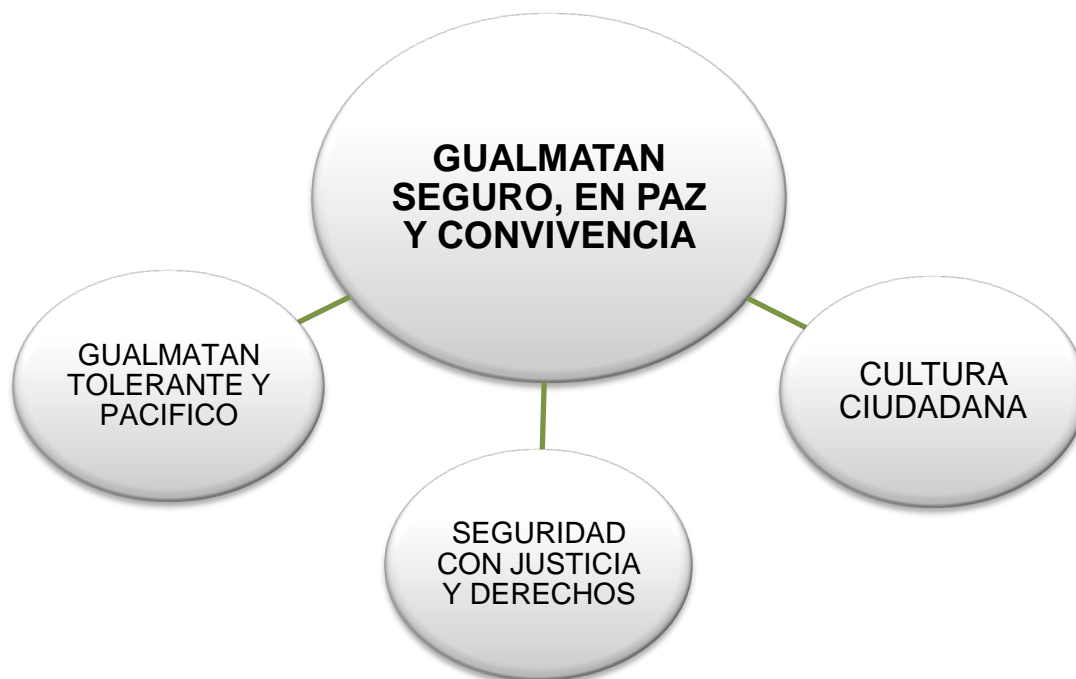 GUALMATAN
SEGURO, EN PAZ
Y CONVIVENCIA
GUALMATAN
TOLERANTE Y
PACIFICO
SEGURIDAD
CON JUSTICIA
Y DERECHOS
CULTURA
CIUDADANA